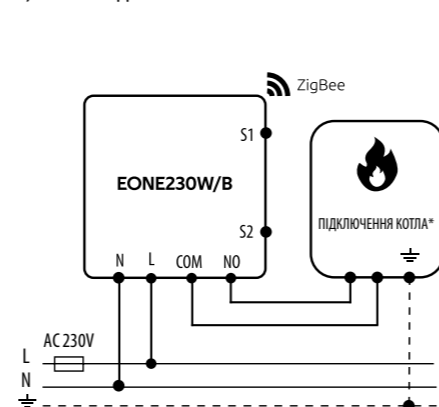 ZigBee
S1
EONE230W/B
S2
ПІДКЛЮЧЕННЯ КОТЛА*
N L COM NO
AC 230V
L
N